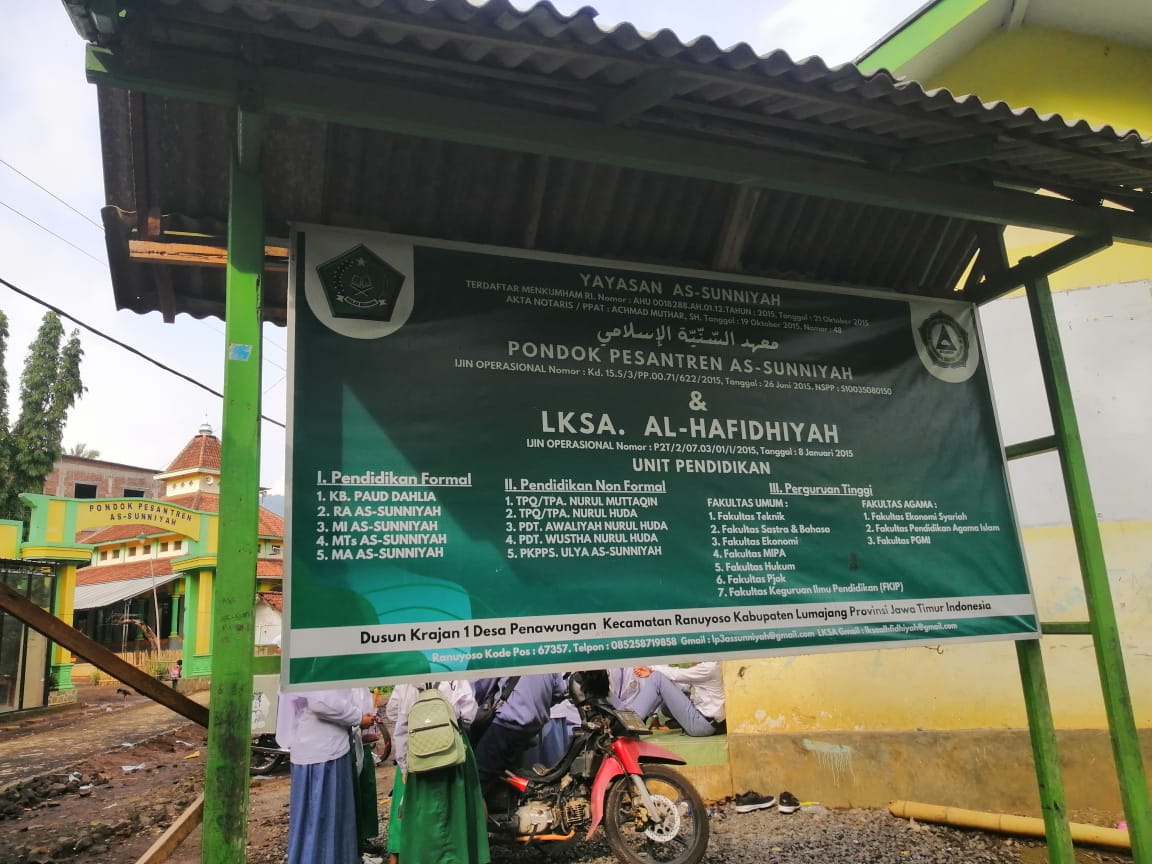 YAYASAN AS-SUNNIYAH
TERDAFTAR MENKUMHAM RI. Nomor : AHU 0018288.AH.01.12.TAHUN : 2015, Tanggal : 21 Oktober 2015
AKTA NOTARIS / PPAT : ACHMAD MUTHAR, SH. Tanggal : 19 Oktober 2015, Nomor : 48
معهد السّنّيّة الإسلامي
PONDOK PESANTREN AS-SUNNIYAH
IJIN OPERASIONAL Nomor : Kd. 15.5/3/PP.00.71/622/2015, Tanggal : 26 Juni 2015. NSPP : 510035080150
&
LKSA. AL-HAFIDHIYAH
IJIN OPERASIONAL Nomor : P2T/2/07.03/01/I/2015, Tanggal : 8 Januari 2015
UNIT PENDIDIKAN
I. Pendidikan Formal
1. KB. PAUD DAHLIA
2. RA AS-SUNNIYAH
3. MI AS-SUNNIYAH
4. MTs AS-SUNNIYAH
5. MA AS-SUNNIYAH
II. Pendidikan Non Formal
1. TPQ/TPA. NURUL MUTTAQIN
2. TPQ/TPA. NURUL HUDA
3. PDT. AWALIYAH NURUL HUDA
4. PDT. WUSTHA NURUL HUDA
5. PKPPS. ULYA AS-SUNNIYAH
III. Perguruan Tinggi
FAKULTAS UMUM :
1. Fakultas Teknik
2. Fakultas Sastra & Bahasa
3. Fakultas Ekonomi
4. Fakultas MIPA
5. Fakultas Hukum
6. Fakultas Pjok
7. Fakultas Keguruan Ilmu Pendidikan (FKIP)
FAKULTAS AGAMA :
1. Fakultas Ekonomi Syariah
2. Fakultas Pendidikan Agama Islam
3. Fakultas PGMI
Dusun Krajan 1 Desa Penawungan Kecamatan Ranuyoso Kabupaten Lumajang Provinsi Jawa Timur Indonesia
Ranuyoso Kode Pos : 67357. Telpon : 085258719858 Gmail : lp3assunniyah@gmail.com LKSA Gmail : lksaalhfidhiyah@gmail.com
PONDOK PESANTREN
AS-SUNNIYAH